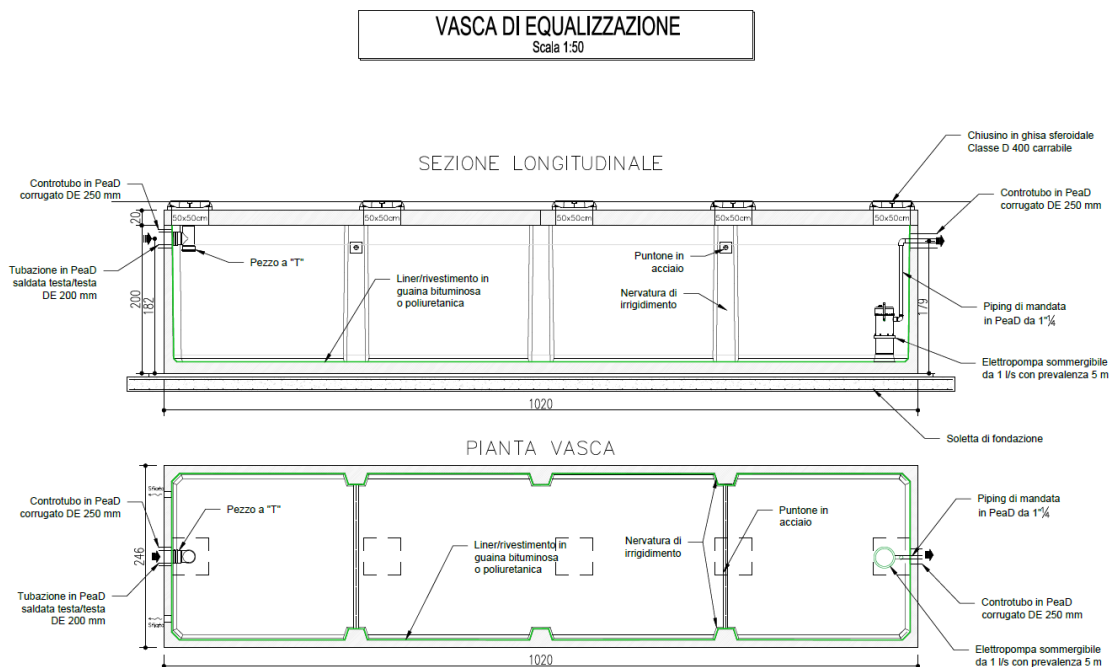 VASCA DI EQUALIZZAZIONE
Scala 1:50
SEZIONE LONGITUDINALE
Chiusino in ghisa sferoidale
Classe D 400 carrabile
Controtubo in PeaD
corrugato DE 250 mm
Controtubo in PeaD
corrugato DE 250 mm
50x50cm
50x50cm
50x50cm
50x50cm
50x50cm
20
Pezzo a "T"
Puntone in
acciaio
Tubazione in PeaD
saldata testa/testa
DE 200 mm
Liner/rivestimento in
guaina bituminosa
o poliuretanica
Nervatura di
irrigidimento
200
182
179
Piping di mandata
in PeaD da 1"¼
Elettropompa sommergibile
da 1 l/s con prevalenza 5 m
1020
Soletta di fondazione
PIANTA VASCA
Controtubo in PeaD
corrugato DE 250 mm
Pezzo a "T"
Puntone in
acciaio
Piping di mandata
in PeaD da 1"¼
246
Liner/rivestimento in
guaina bituminosa
o poliuretanica
Nervatura di
irrigidimento
Tubazione in PeaD
saldata testa/testa
DE 200 mm
Controtubo in PeaD
corrugato DE 250 mm
Elettropompa sommergibile
da 1 l/s con prevalenza 5 m
1020